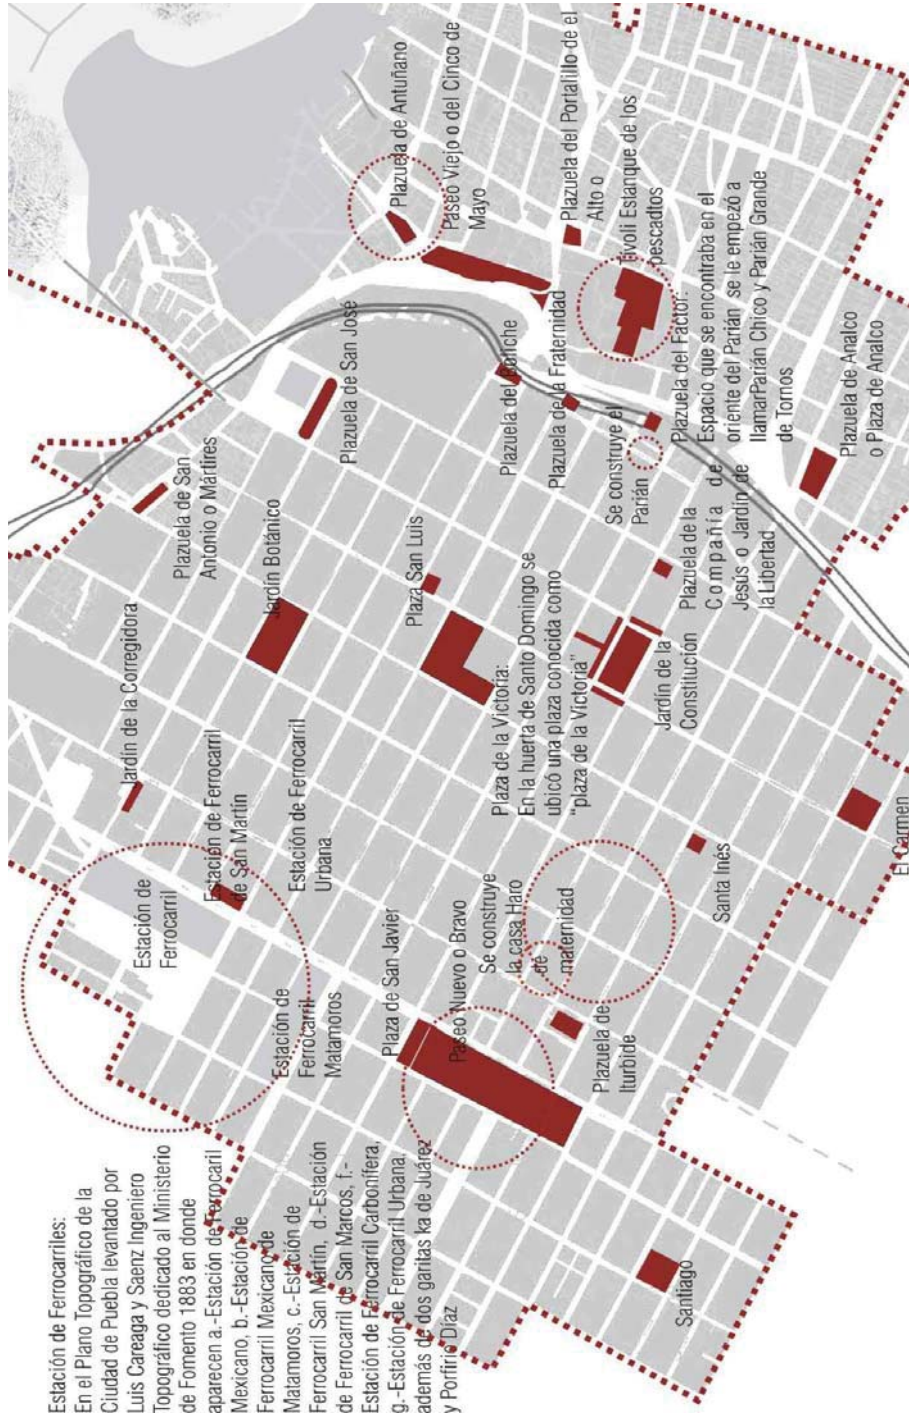 Estación de Ferrocarriles:
En el Plano Topográfico de la
Ciudad de Puebla levantado por
Luis Careaga y Saenz Ingeniero
Topográfico dedicado al Ministerio
de Fomento 1883 en donde
aparecen a.-Estación de Ferrocaril
Mexicano, b.-Estación de
Ferrocarril Mexicano de
Matamoros, c.-Estación de
Ferrocarril San Martín, d.-Estación
de Ferrocarril de San Marcos, f.-
Estación de Ferrocarril Carbonífera,
g.-Estación de Ferrocarril Urbana,
además de dos garitas ka de Juárez
y Porfirio Díaz
Estación de
Ferrocarril
Jardín de la Corregidora
Estación de Ferrocarril
de San Martín
Estación de Ferrocarril
Urbana
Estación de
Ferrocarril
Matamoros
Plaza de San Javier
Paseo Nuevo o Bravo
Se construye
la casa Haro
de
maternidad
Plazuela de
Iturbide
Santiago
Santa Inés
El Carmen
Plazuela de San
Antonio o Mártires
Jardín Botánico
Plazuela de San José
Plaza San Luis
Plaza de la Victoria:
En la huerta de Santo Domingo se
ubicó una plaza conocida como
"plaza de la Victoria"
Jardín de la
Constitución
Plazuela de la
Compañía de
Jesús o Jardín de
la Libertad
Plazuela de Antuñano
Paseo Viejo o del Cinco de
Mayo
Plazuela del Boliche
Plazuela de la Fraternidad
Se construye el
Parián
Plazuela del Portalillo de el
Alto o
Tivoli Estanque de los
pescadtios
Plazuela del Factor:
Espacio que se encontraba en el
oriente del Parián se le empezó a
llamarParián Chico y Parián Grande
de Tornos
Plazuela de Analco
o Plaza de Analco